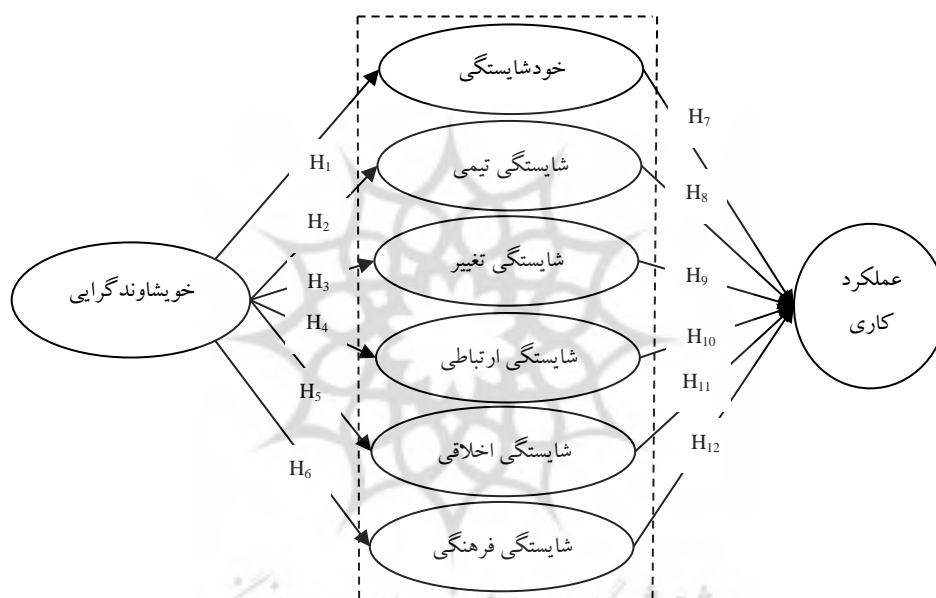 خودشایستگی
H7
H1
شایستگی تیمی
H8
H2
شایستگی تغییر
H9
خویشاوندگرایی
H3
عملکرد
کاری
H4
شایستگی ارتباطی
H10
H11
H5
شایستگی اخلاقی
H12
H6
شایستگی فرهنگی